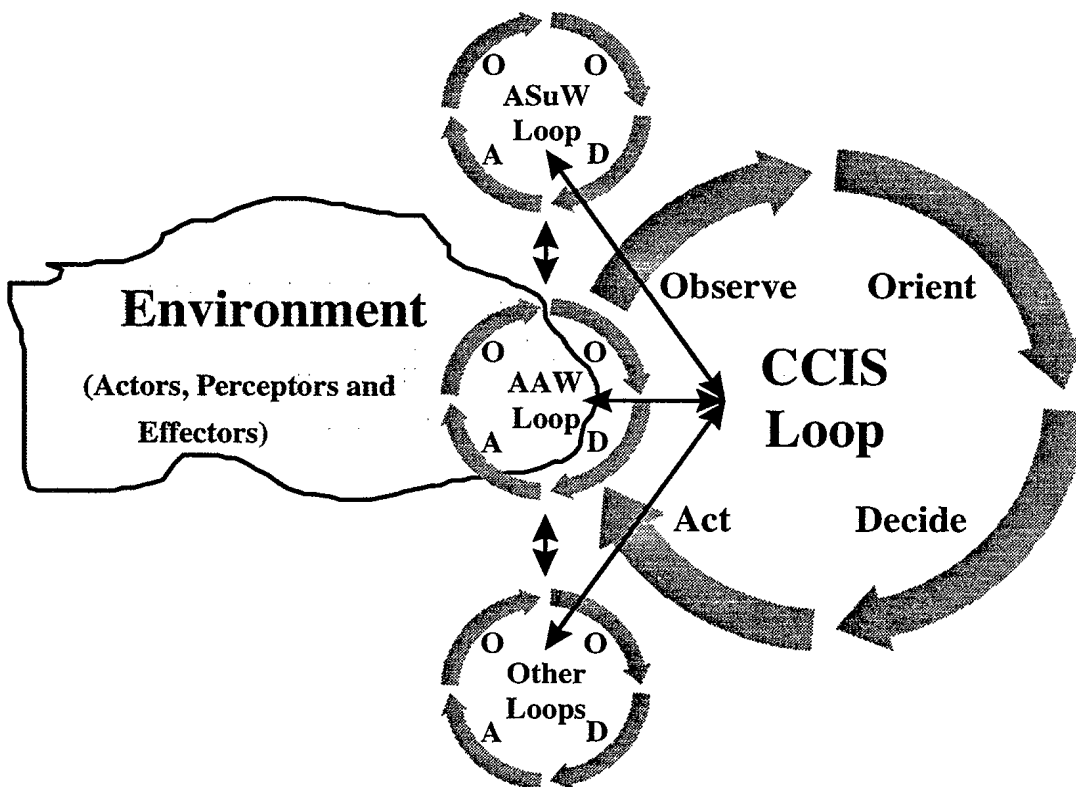 O O
ASuW
Loop
A D
Environment
(Actors, Perceptors and
Effectors)
O O
AAW
Loop
A D
Observe Orient
CCIS
Loop
Act Decide
O O
Other
Loops
A D